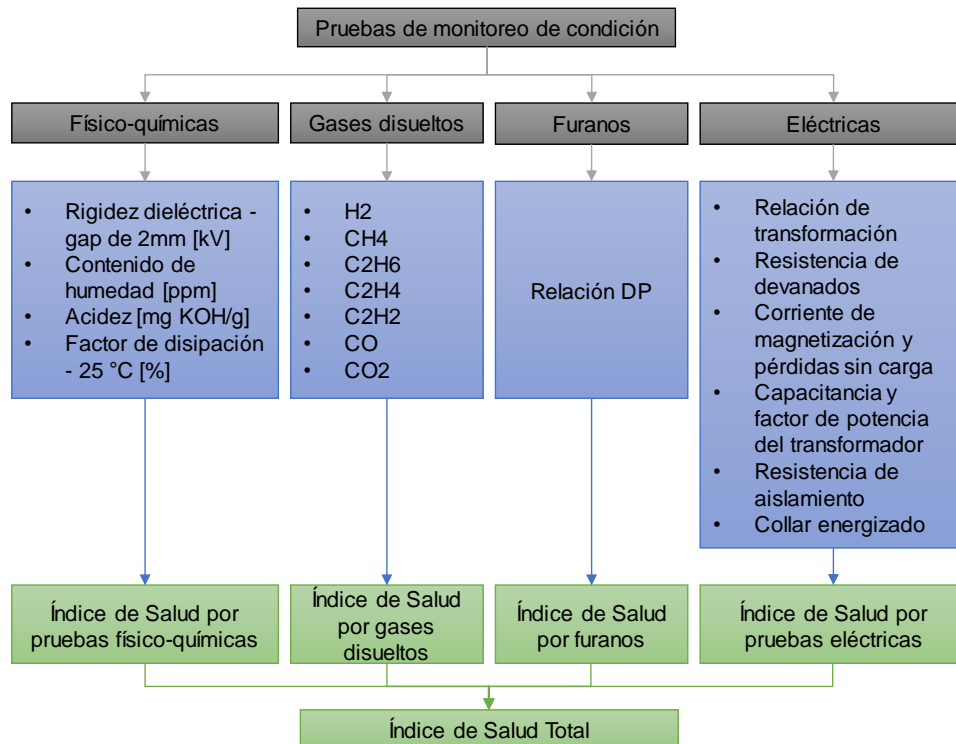 Pruebas de monitoreo de condición
Físico-químicas
Gases disueltos
Furanos
Eléctricas
• Rigidez dieléctrica -
gap de 2mm [kV]
• Contenido de
humedad [ppm]
• Acidez [mg KOH/g]
• Factor de disipación
- 25 °C [%]
• H2
• CH4
• C2H6
• C2H4
• C2H2
• CO
• CO2
Relación DP
• Relación de
transformación
• Resistencia de
devanados
• Corriente de
magnetización y
pérdidas sin carga
• Capacitancia y
factor de potencia
del transformador
• Resistencia de
aislamiento
• Collar energizado
Índice de Salud por
pruebas físico-químicas
Índice de Salud
por gases
disueltos
Índice de Salud
por furanos
Índice de Salud por
pruebas eléctricas
Índice de Salud Total